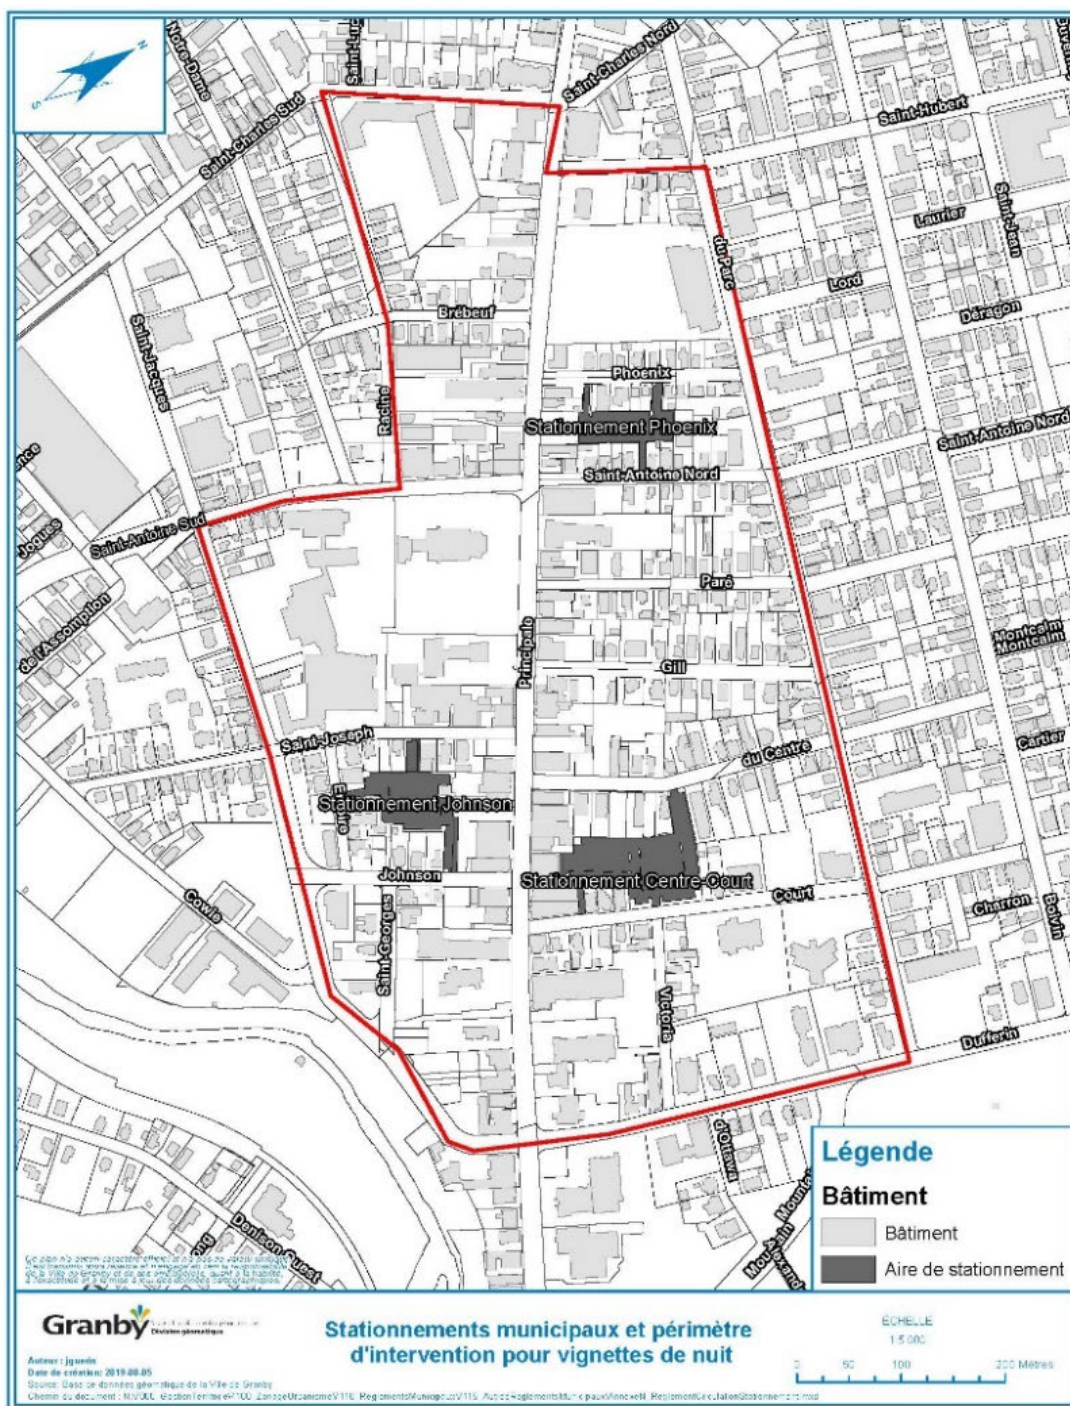 N
S
Notre-Dame
Saint-Charles Sud
Saint-Charles Nord
Saint-Hubert
Laurier
Saint-Jean
du Parc
Lord
Déragon
Brébeuf
Saint-Jacques
Racine
Phoenix
Stationnement Phoenix
Saint-Antoine Nord
Saint-Antoine Nord
Saint-Antoine Sud
Joques
de l'Assomption
Paré
Principale
Gill
Montcalm
Montcalm
Saint-Joseph
du Centre
Cartier
Stationnement Johnson
Johnson
Stationnement Centre-Court
Court
Charron
Boivin
Cowie
Saint-Georges
Victoria
Dufferin
d'Ottawa
Denison Ouest
Légende
Bâtiment
Bâtiment
Aire de stationnement
Granby
Division géomatique
Stationnements municipaux et périmètre
d'intervention pour vignettes de nuit
ÉCHELLE
1:5 000
0 50 100 200 Mètres
Auteur : jguerin
Date de création: 2019-08-05
Source: Base de données géomatique de la Ville de Granby